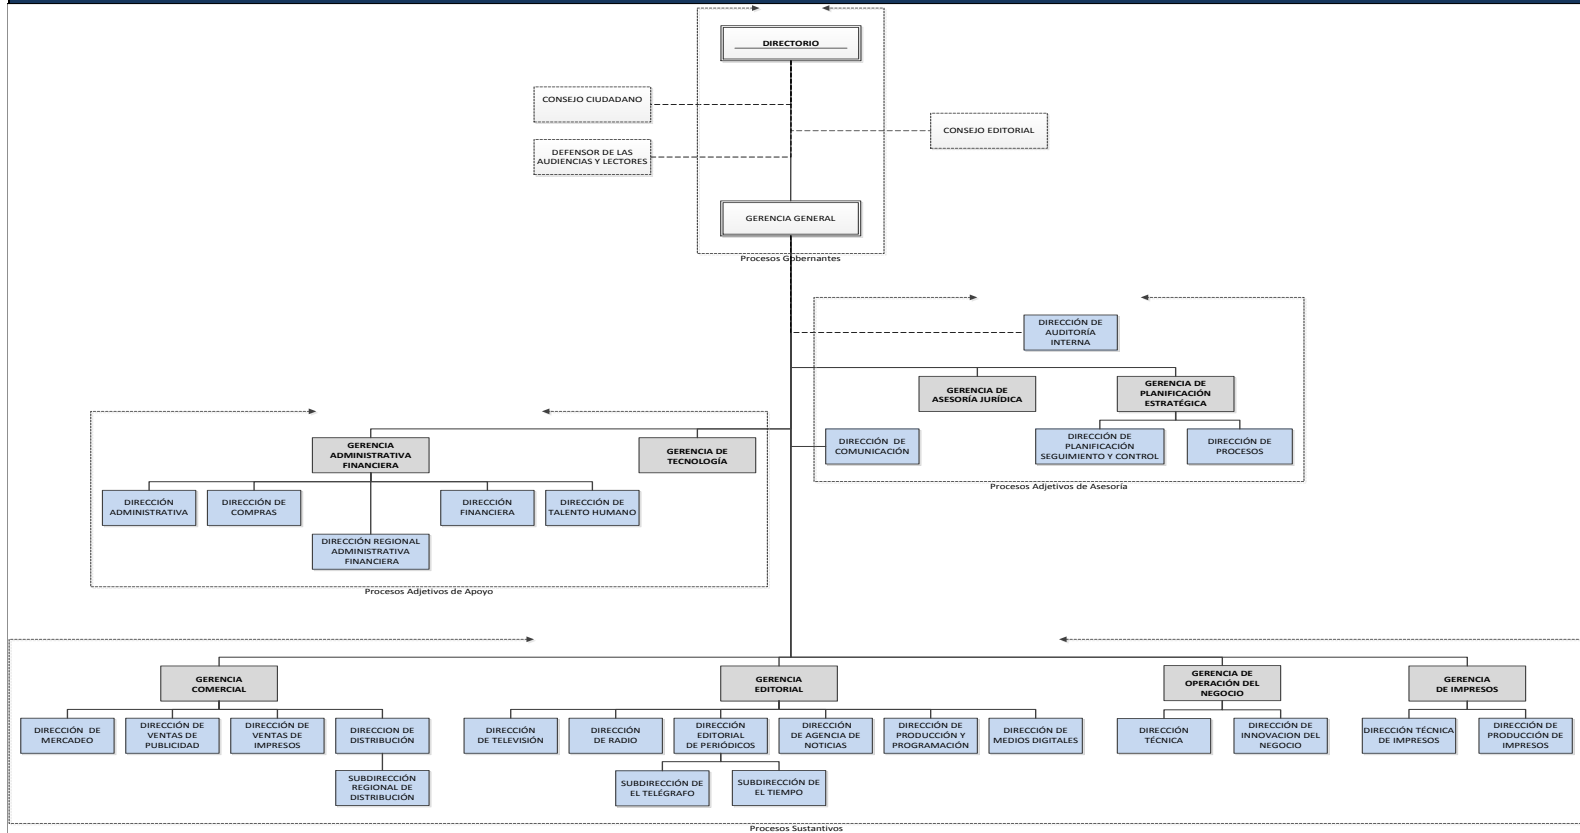 DIRECTORIO
CONSEJO CIUDADANO
CONSEJO EDITORIAL
DEFENSOR DE LAS
AUDIENCIAS Y LECTORES
GERENCIA GENERAL
Procesos Gobernantes
DIRECCIÓN DE
AUDITORÍA
INTERNA
GERENCIA DE
ASESORÍA JURÍDICA
GERENCIA DE
PLANIFICACIÓN
ESTRATÉGICA
DIRECCIÓN DE
COMUNICACIÓN
DIRECCIÓN DE
PLANIFICACIÓN
SEGUIMIENTO Y CONTROL
DIRECCIÓN DE
PROCESOS
Procesos Adjetivos de Asesoría
GERENCIA
ADMINISTRATIVA
FINANCIERA
GERENCIA DE
TECNOLOGÍA
DIRECCIÓN
ADMINISTRATIVA
DIRECCIÓN DE
COMPRAS
DIRECCIÓN
FINANCIERA
DIRECCIÓN DE
TALENTO HUMANO
DIRECCIÓN REGIONAL
ADMINISTRATIVA
FINANCIERA
Procesos Adjetivos de Apoyo
GERENCIA
COMERCIAL
GERENCIA
EDITORIAL
GERENCIA DE
OPERACIÓN DEL
NEGOCIO
GERENCIA
DE IMPRESOS
DIRECCIÓN DE
MERCADEO
DIRECCIÓN DE
VENTAS DE
PUBLICIDAD
DIRECCIÓN DE
VENTAS DE
IMPRESOS
DIRECCION DE
DISTRIBUCIÓN
DIRECCIÓN
DE TELEVISIÓN
DIRECCIÓN
DE RADIO
DIRECCIÓN
EDITORIAL
DE PERIÓDICOS
DIRECCIÓN
DE AGENCIA DE
NOTICIAS
DIRECCIÓN DE
PRODUCCIÓN Y
PROGRAMACIÓN
DIRECCIÓN DE
MEDIOS DIGITALES
DIRECCIÓN
TÉCNICA
DIRECCIÓN DE
INNOVACION DEL
NEGOCIO
DIRECCIÓN TÉCNICA
DE IMPRESOS
DIRECCIÓN DE
PRODUCCIÓN DE
IMPRESOS
SUBDIRECCIÓN
REGIONAL DE
DISTRIBUCIÓN
SUBDIRECCIÓN DE
EL TELÉGRAFO
SUBDIRECCIÓN DE
EL TIEMPO
Procesos Sustantivos